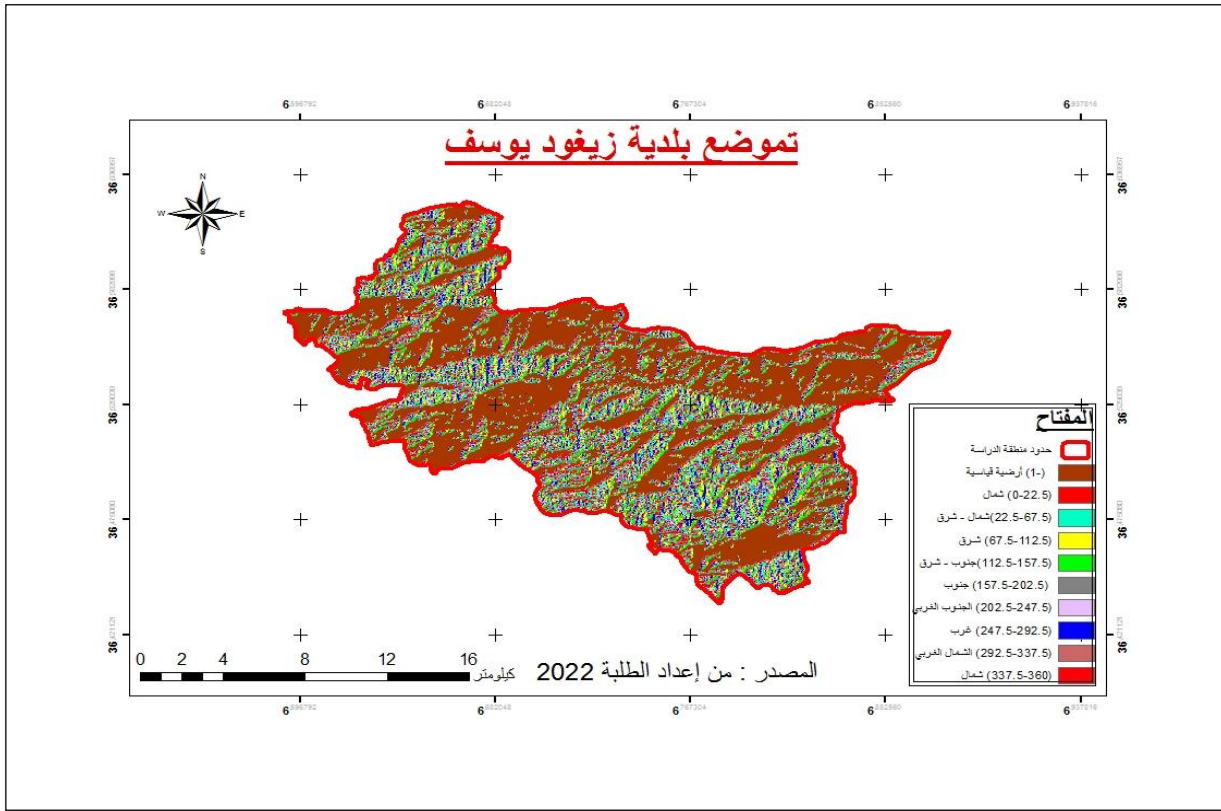 تموضع بلدية زيغود يوسف
N
W
E
S
المفتاح
حدود منطقة الدراسة
(-1) أرضية قياسية
(0-22.5) شمال
(22.5-67.5)شمال - شرق
(67.5-112.5) شرق
(112.5-157.5)جنوب - شرق
(157.5-202.5) جنوب
(202.5-247.5) الجنوب الغربي
(247.5-292.5) غرب
(292.5-337.5) الشمال الغربي
(337.5-360) شمال
0 2 4 8 12 16 كيلومتر
المصدر : من إعداد الطلبة 2022